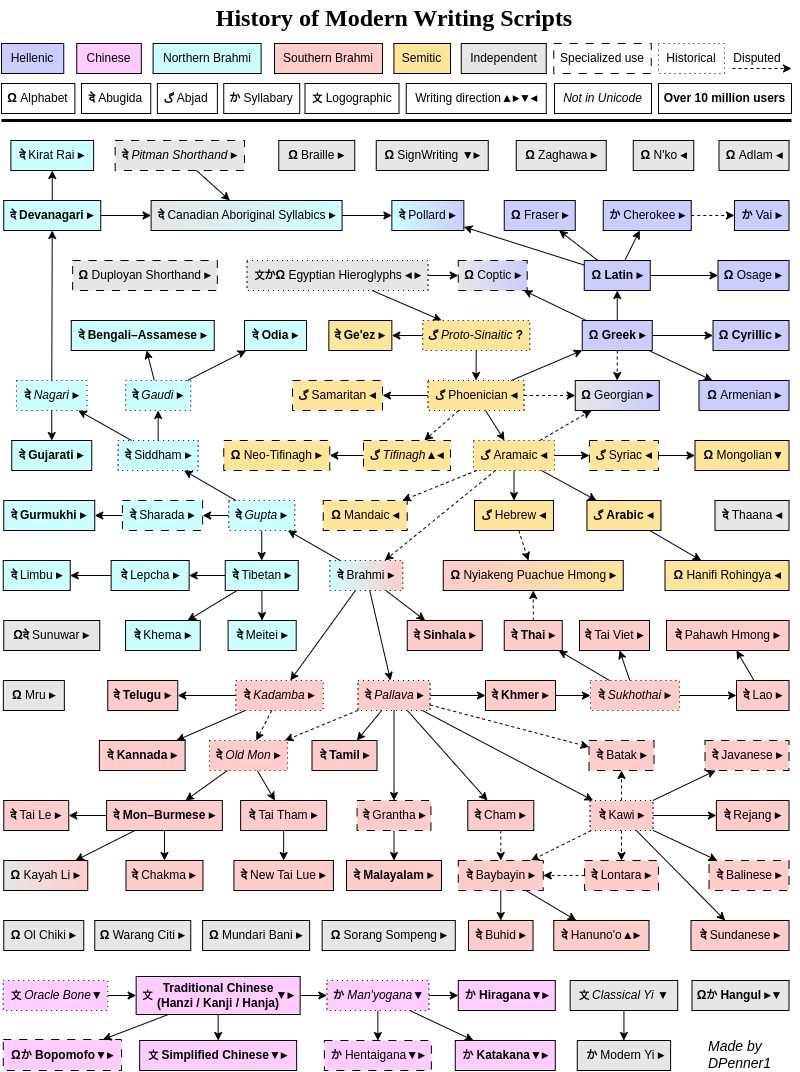 History of Modern Writing Scripts
Hellenic Chinese Northern Brahmi Southern Brahmi Semitic Independent Specialized use Historical Disputed
Ω Alphabet दे Abugida گ Abjad か Syllabary 文 Logographic Writing direction▲▶▼◀ Not in Unicode Over 10 million users
दे Kirat Rai ▶ दे Pitman Shorthand ▶ Ω Braille ▶ Ω SignWriting ▼▶ Ω Zaghawa ▶ Ω N'ko ◀ Ω Adlam ◀
दे Devanagari ▶ दे Canadian Aboriginal Syllabics ▶ दे Pollard ▶ Ω Fraser ▶ か Cherokee ▶ か Vai ▶
Ω Duployan Shorthand ▶ 文かΩ Egyptian Hieroglyphs ◀▶ Ω Coptic ▶ Ω Latin ▶ Ω Osage ▶
दे Bengali–Assamese ▶ दे Odia ▶ दे Ge'ez ▶ گ Proto-Sinaitic ? Ω Greek ▶ Ω Cyrillic ▶
दे Nagari ▶ दे Gaudi ▶ گ Samaritan ◀ گ Phoenician ◀ Ω Georgian ▶ Ω Armenian ▶
दे Gujarati ▶ दे Siddham ▶ Ω Neo-Tifinagh ▶ گ Tifinagh▲◀ گ Aramaic ◀ گ Syriac ◀ Ω Mongolian▼
दे Gurmukhi ▶ दे Sharada ▶ दे Gupta ▶ Ω Mandaic ◀ گ Hebrew ◀ گ Arabic ◀ दे Thaana ◀
दे Limbu ▶ दे Lepcha ▶ दे Tibetan ▶ दे Brahmi ▶ Ω Nyiakeng Puachue Hmong ▶ Ω Hanifi Rohingya ◀
Ωदे Sunuwar ▶ दे Khema ▶ दे Meitei ▶ दे Sinhala ▶ दे Thai ▶ दे Tai Viet ▶ दे Pahawh Hmong ▶
Ω Mru ▶ दे Telugu ▶ दे Kadamba ▶ दे Pallava ▶ दे Khmer ▶ दे Sukhothai ▶ दे Lao ▶
दे Kannada ▶ दे Old Mon ▶ दे Tamil ▶ दे Batak ▶ दे Javanese ▶
दे Tai Le ▶ दे Mon–Burmese ▶ दे Tai Tham ▶ दे Grantha ▶ दे Cham ▶ दे Kawi ▶ दे Rejang ▶
Ω Kayah Li ▶ दे Chakma ▶ दे New Tai Lue ▶ दे Malayalam ▶ दे Baybayin ▶ दे Lontara ▶ दे Balinese ▶
Ω Ol Chiki ▶ Ω Warang Citi ▶ Ω Mundari Bani ▶ Ω Sorang Sompeng ▶ दे Buhid ▶ दे Hanuno'o▲▶ दे Sundanese ▶
文 Oracle Bone▼ 文 Traditional Chinese (Hanzi / Kanji / Hanja)▼▶ か Man'yogana▼ か Hiragana▼▶ 文 Classical Yi ▼ Ωか Hangul ▶▼
Ωか Bopomofo▼▶ 文 Simplified Chinese▼▶ か Hentaigana▼▶ か Katakana▼▶ か Modern Yi ▶
Made by
DPenner1